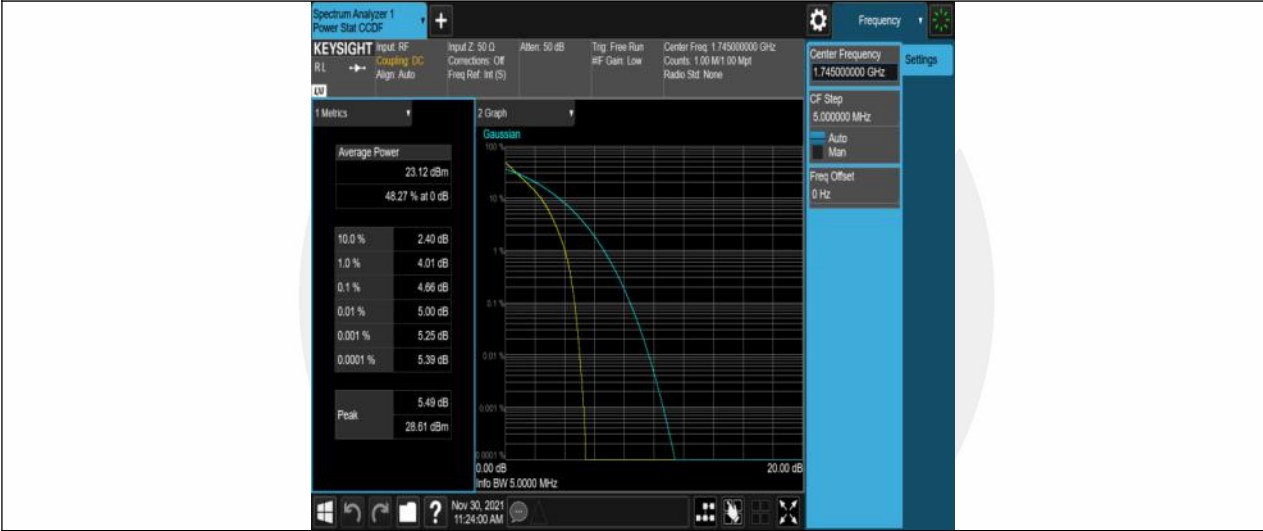 Spectrum Analyzer 1
Power Stat CCDF
+
Frequency
KEYSIGHT
RL
LV
Input: RF
Coupling: DC
Align: Auto
Input Z: 50 Ω
Corrections: Off
Freq Ref: Int (S)
Atten: 50 dB
Trig: Free Run
#IF Gain: Low
Center Freq: 1.745000000 GHz
Counts: 1.00 M/1.00 Mpt
Radio Std: None
Center Frequency
1.745000000 GHz
Settings
CF Step
5.000000 MHz
Auto
Man
Freq Offset
0 Hz
1 Metrics
Average Power
23.12 dBm
48.27 % at 0 dB
10.0 % 2.40 dB
1.0 % 4.01 dB
0.1 % 4.66 dB
0.01 % 5.00 dB
0.001 % 5.25 dB
0.0001 % 5.39 dB
Peak
5.49 dB
28.61 dBm
2 Graph
Gaussian
100 %
10 %
1 %
0.1 %
0.01 %
0.001 %
0.0001 %
0.00 dB
20.00 dB
Info BW 5.0000 MHz
?
Nov 30, 2021
11:24:00 AM